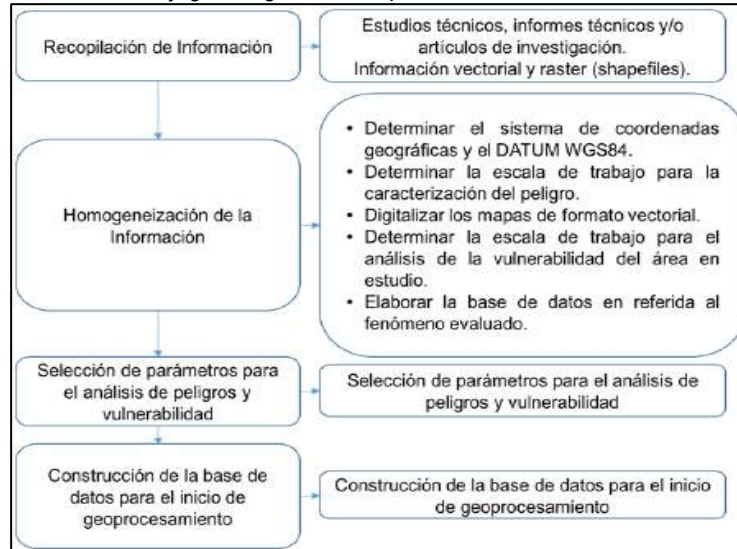 Recopilación de Información
Estudios técnicos, informes técnicos y/o
artículos de investigación.
Información vectorial y raster (shapefiles).
Homogeneización de la
Información
• Determinar el sistema de coordenadas
geográficas y el DATUM WGS84.
• Determinar la escala de trabajo para la
caracterización del peligro.
• Digitalizar los mapas de formato vectorial.
• Determinar la escala de trabajo para el
análisis de la vulnerabilidad del área en
estudio.
• Elaborar la base de datos en referida al
fenómeno evaluado.
Selección de parámetros para
el análisis de peligros y
vulnerabilidad
Selección de parámetros para el análisis de
peligros y vulnerabilidad
Construcción de la base de
datos para el inicio de
geoprocesamiento
Construcción de la base de datos para el inicio
de geoprocesamiento